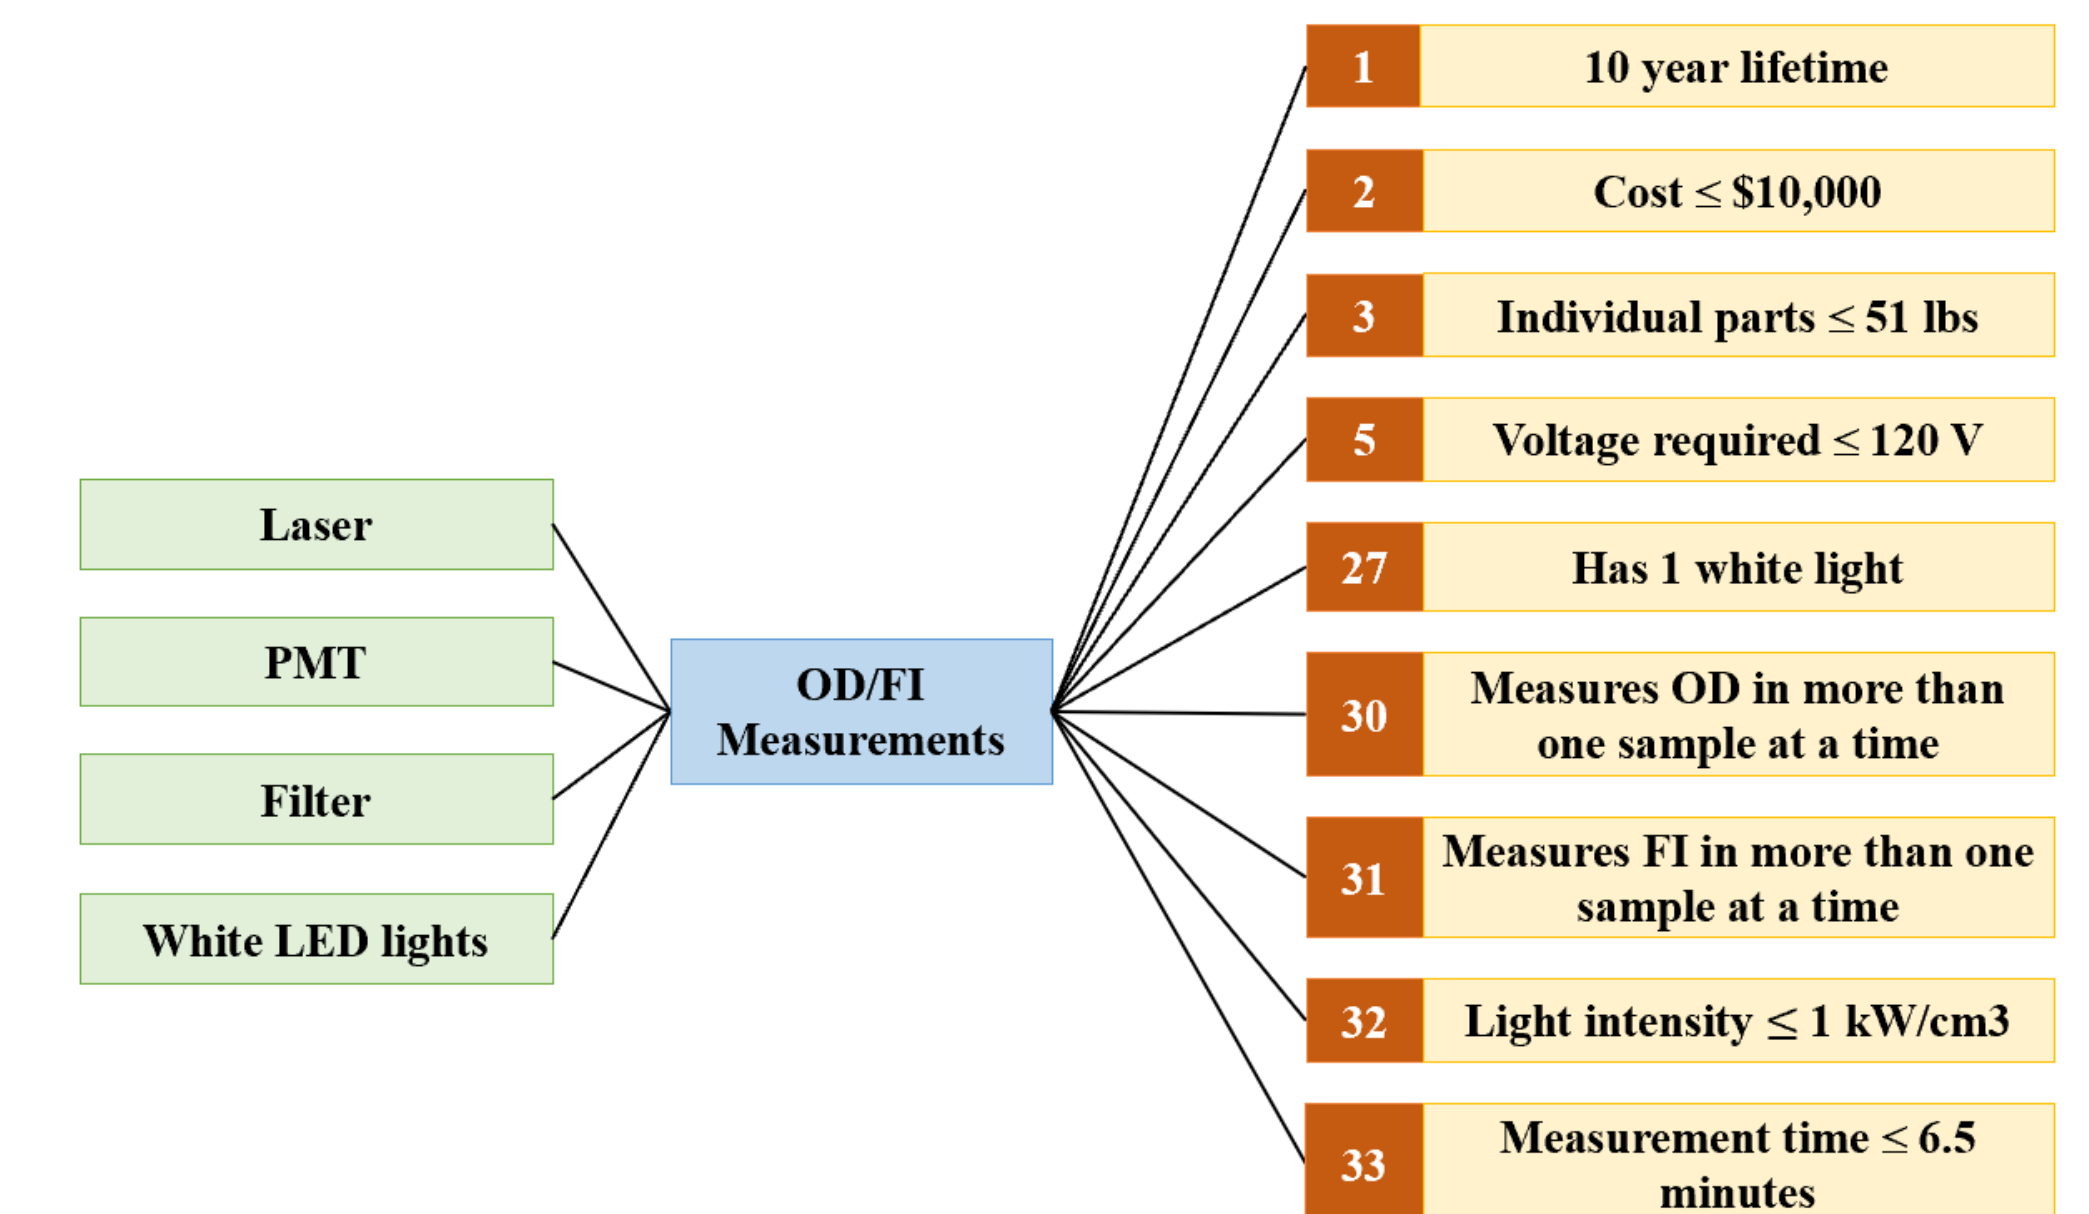 Laser
PMT
Filter
White LED lights
OD/FI
Measurements
1 10 year lifetime
2 Cost ≤ $10,000
3 Individual parts ≤ 51 lbs
5 Voltage required ≤ 120 V
27 Has 1 white light
30 Measures OD in more than
one sample at a time
31 Measures FI in more than one
sample at a time
32 Light intensity ≤ 1 kW/cm3
33 Measurement time ≤ 6.5
minutes